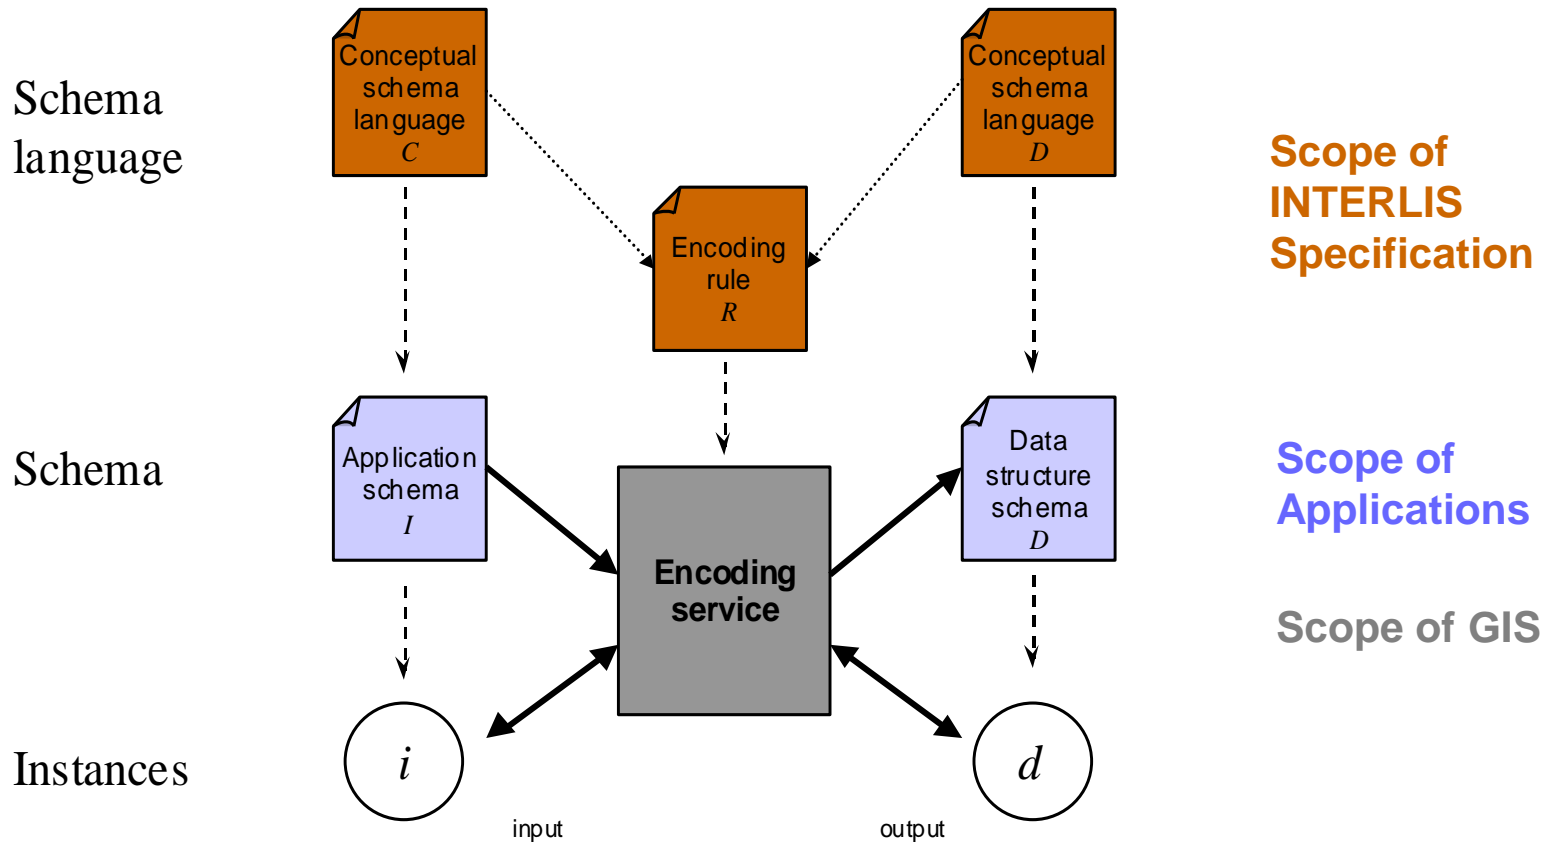 Schema
language
Conceptual
schema
language
C
Conceptual
schema
language
D
Scope of
INTERLIS
Specification
Encoding
rule
R
Schema
Application
schema
I
Data
structure
schema
D
Scope of
Applications
Encoding
service
Scope of GIS
Instances
i
d
input
output